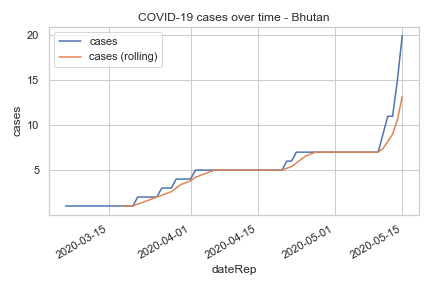 COVID-19 cases over time - Bhutan
cases
cases (rolling)
20
15
10
5
cases
2020-03-15
2020-04-01
2020-04-15
2020-05-01
2020-05-15
dateRep